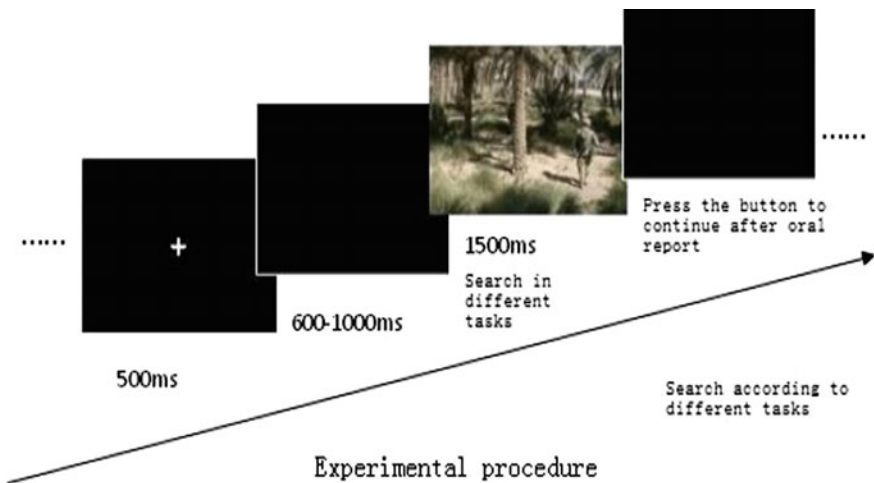 ......
Press the button to
continue after oral
report
1500ms
Search in
different
tasks
......
+
600-1000ms
500ms
Search according to
different tasks
Experimental procedure